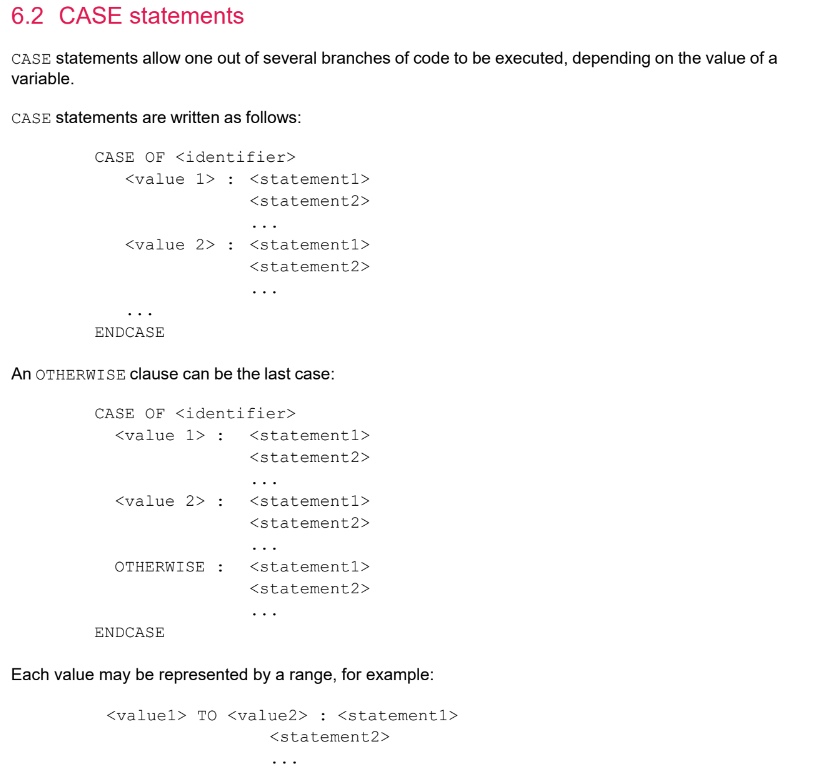 6.2 CASE statements
CASE statements allow one out of several branches of code to be executed, depending on the value of a
variable.
CASE statements are written as follows:
CASE OF <identifier>
<value 1> : <statement1>
<statement2>
...
<value 2> : <statement1>
<statement2>
...
...
ENDCASE
An OTHERWISE clause can be the last case:
CASE OF <identifier>
<value 1> : <statement1>
<statement2>
...
<value 2> : <statement1>
<statement2>
...
OTHERWISE : <statement1>
<statement2>
...
ENDCASE
Each value may be represented by a range, for example:
<value1> TO <value2> : <statement1>
<statement2>
...